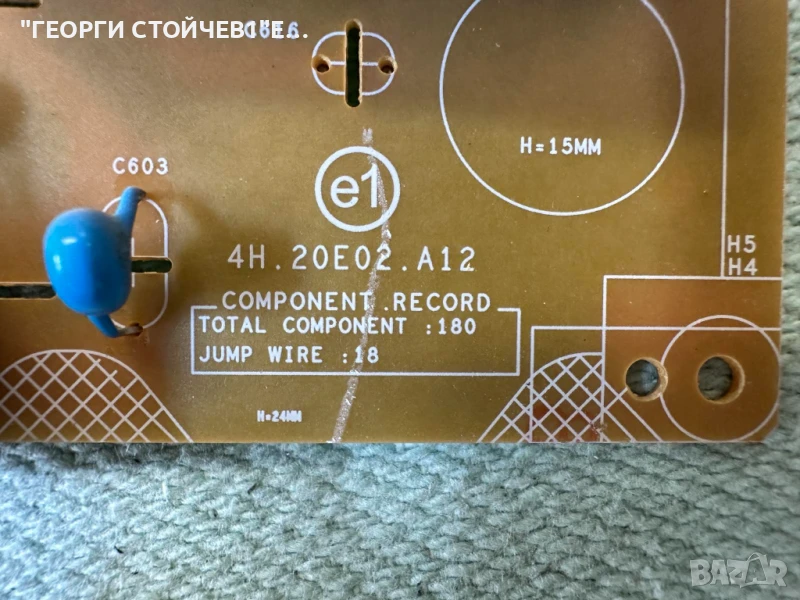 "ГЕОРГИ СТОЙЧЕВ"Е..
C603
H=15MM
e1
4H.20E02.A12
H5
H4
COMPONENT .RECORD
TOTAL COMPONENT :180
JUMP WIRE :18
H=24MM
BAZAR